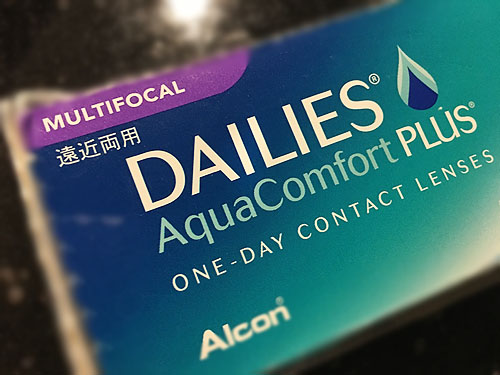 MULTIFOCAL
遠近両用
DAILIES®
AquaComfort PLUS®
ONE-DAY CONTACT LENSES
Alcon®